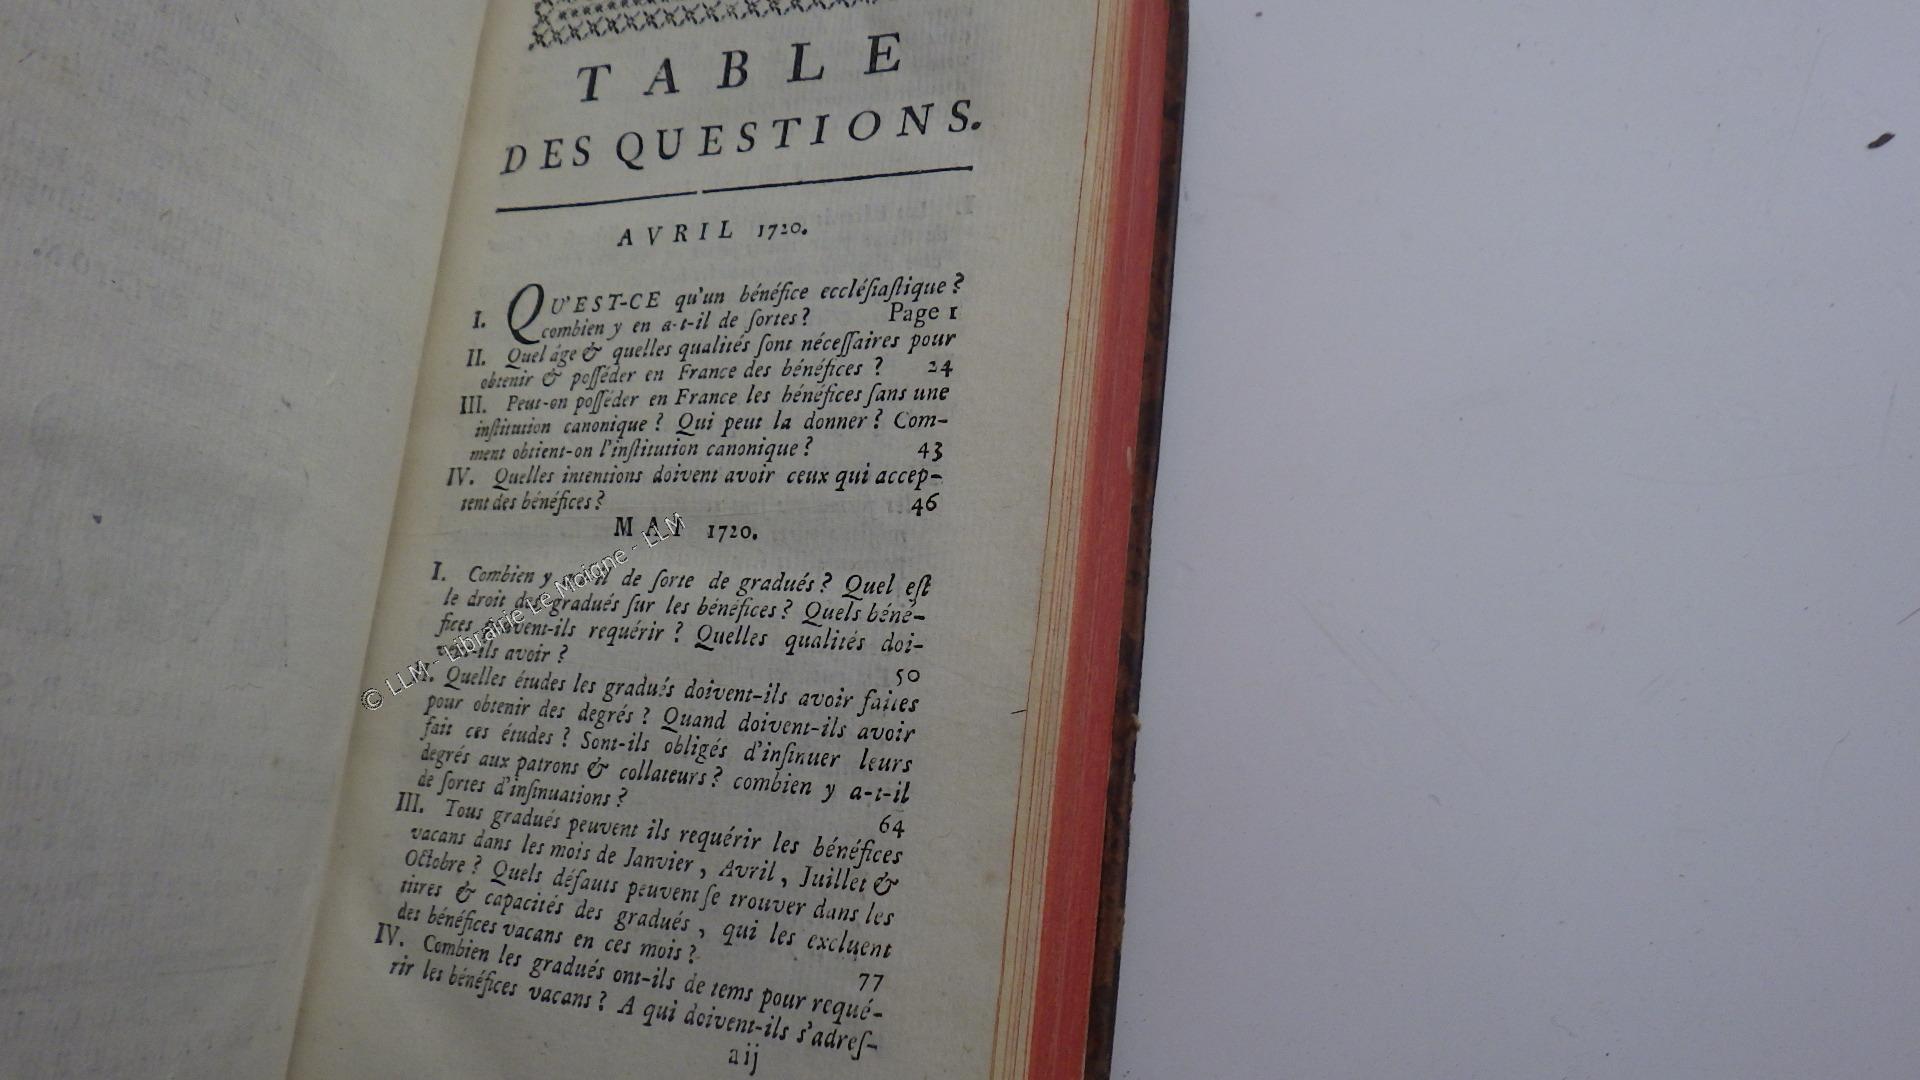 TABLE
DES QUESTIONS.
AVRIL 1720.
I. QU'EST-CE qu'un bénéfice eccléſiaſtique ?
combien y en a-t-il de ſortes ? Page 1
II. Quel âge & quelles qualités ſont néceſſaires pour
obtenir & poſſéder en France des bénéfices ? 24
III. Peut-on poſſéder en France les bénéfices ſans une
inſtitution canonique ? Qui peut la donner ? Com-
ment obtient-on l'inſtitution canonique ? 43
IV. Quelles intentions doivent avoir ceux qui accep-
tent des bénéfices ? 46
MAI 1720.
I. Combien y a-t-il de ſorte de gradués ? Quel eſt
le droit des gradués ſur les bénéfices ? Quels béné-
fices peuvent-ils requérir ? Quelles qualités doi-
vent-ils avoir ? 50
II. Quelles études les gradués doivent-ils avoir faites
pour obtenir des degrés ? Quand doivent-ils avoir
fait ces études ? Sont-ils obligés d'inſinuer leurs
degrés aux patrons & collateurs ? combien y a-t-il
de ſortes d'inſinuations ? 64
III. Tous gradués peuvent ils requérir les bénéfices
vacans dans les mois de Janvier, Avril, Juillet &
Octobre ? Quels défauts peuvent ſe trouver dans les
titres & capacités des gradués, qui les excluent
des bénéfices vacans en ces mois ? 77
IV. Combien les gradués ont-ils de tems pour requé-
rir les bénéfices vacans ? A qui doivent-ils s'adreſ-
aij
© LLM - Librairie Le Moigne - LLM